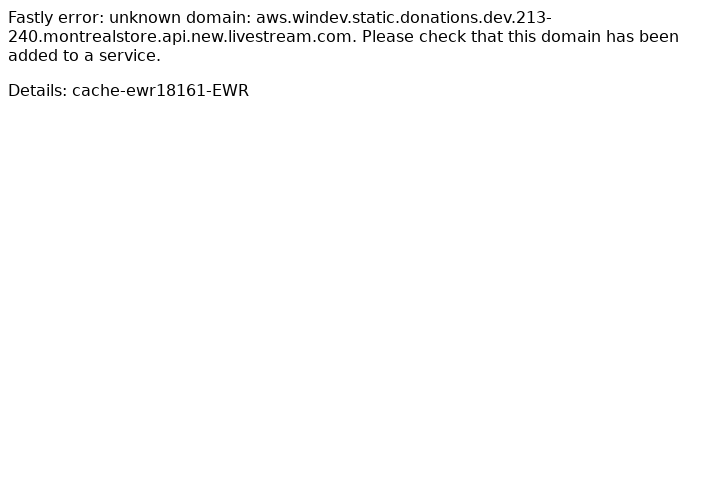 Fastly error: unknown domain: aws.windev.static.donations.dev.213-
240.montrealstore.api.new.livestream.com. Please check that this domain has been
added to a service.
Details: cache-ewr18161-EWR